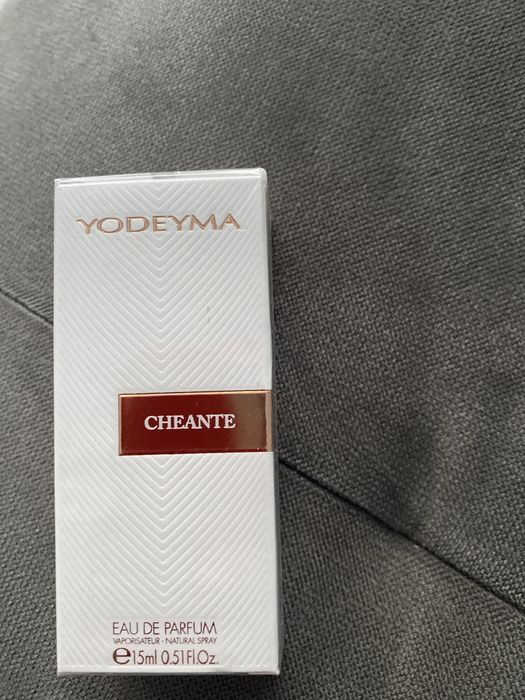 YODEYMA
CHEANTE
EAU DE PARFUM
VAPORISATEUR - NATURAL SPRAY
℮15ml 0.51Fl.Oz.